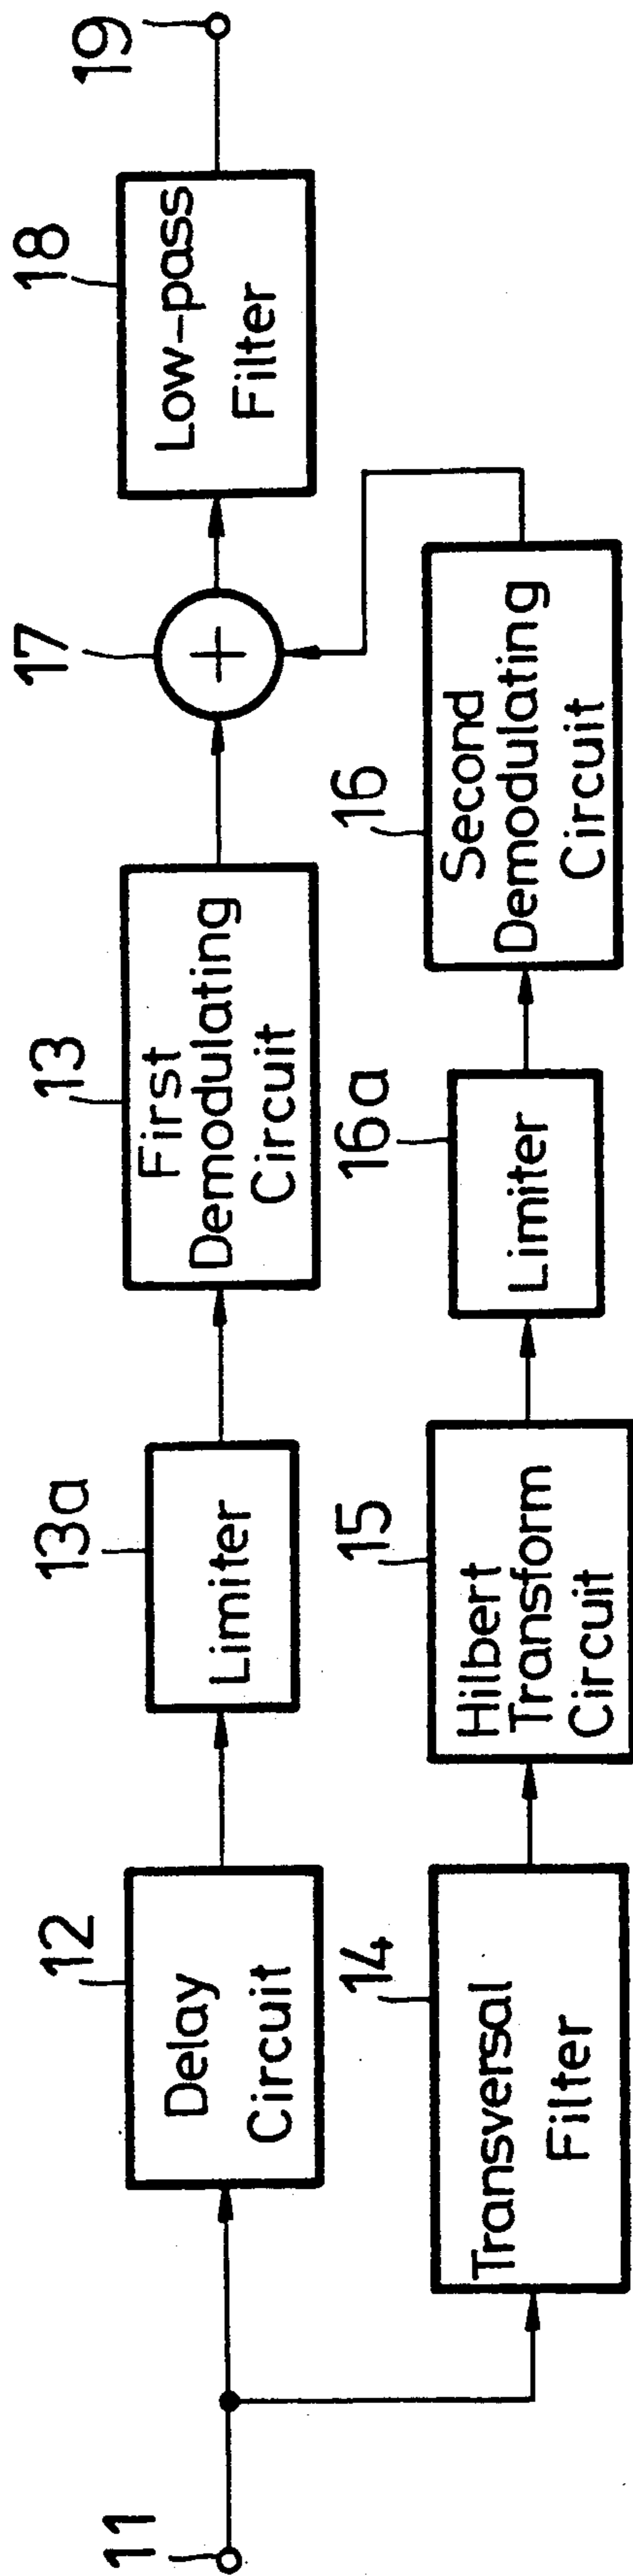 11
12
Delay
Circuit
13a
Limiter
13
First
Demodulating
Circuit
17
+
18
Low-pass
Filter
19
14
Transversal
Filter
15
Hilbert
Transform
Circuit
16a
Limiter
16
Second
Demodulating
Circuit